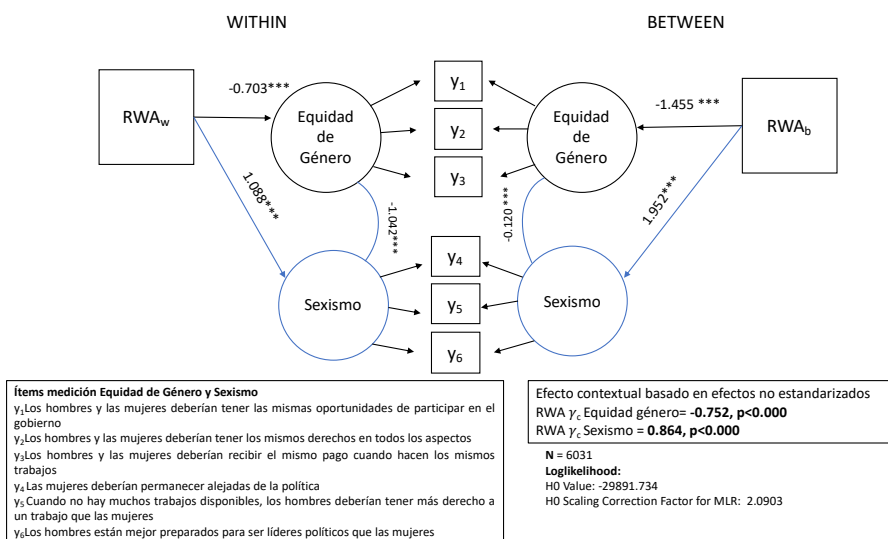 WITHIN
BETWEEN
RWAw
-0.703***
Equidad
de
Género
y1
y2
y3
Equidad
de
Género
-1.455 ***
RWAb
1.088***
-1.042***
-0.120 ***
1.952***
Sexismo
y4
y5
y6
Sexismo
Ítems medición Equidad de Género y Sexismo
y1Los hombres y las mujeres deberían tener las mismas oportunidades de participar en el
gobierno
y2Los hombres y las mujeres deberían tener los mismos derechos en todos los aspectos
y3Los hombres y las mujeres deberían recibir el mismo pago cuando hacen los mismos
trabajos
y4 Las mujeres deberían permanecer alejadas de la política
y5 Cuando no hay muchos trabajos disponibles, los hombres deberían tener más derecho a
un trabajo que las mujeres
y6Los hombres están mejor preparados para ser líderes políticos que las mujeres
Efecto contextual basado en efectos no estandarizados
RWA γc Equidad género= -0.752, p<0.000
RWA γc Sexismo = 0.864, p<0.000
N = 6031
Loglikelihood:
H0 Value: -29891.734
H0 Scaling Correction Factor for MLR: 2.0903